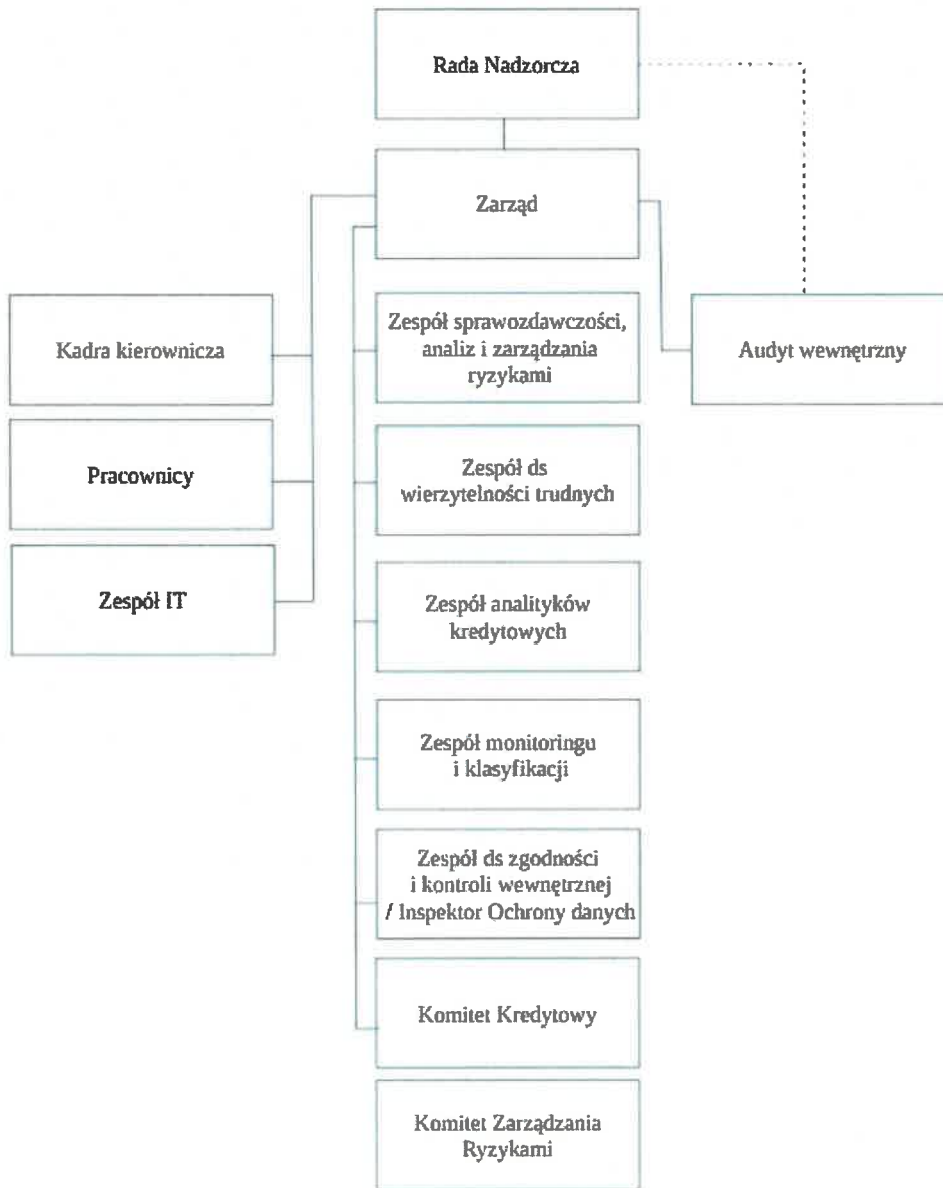 Rada Nadzorcza
Zarząd
Kadra kierownicza
Pracownicy
Zespół IT
Zespół sprawozdawczości,
analiz i zarządzania
ryzykami
Zespół ds
wierzytelności trudnych
Zespół analityków
kredytowych
Zespół monitoringu
i klasyfikacji
Zespół ds zgodności
i kontroli wewnętrznej
/ Inspektor Ochrony danych
Komitet Kredytowy
Komitet Zarządzania
Ryzykami
Audyt wewnętrzny